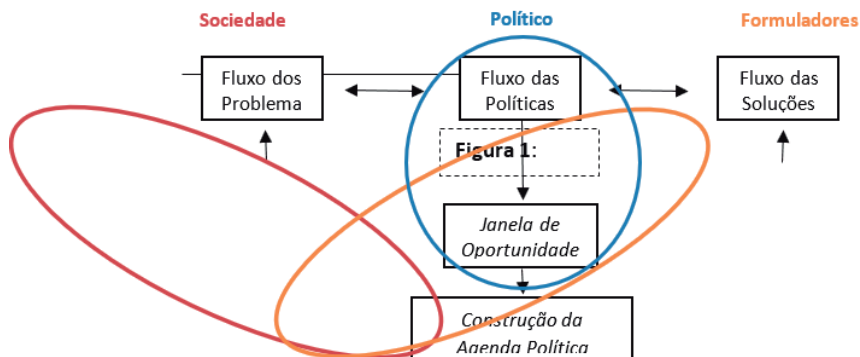 Sociedade
Político
Formuladores
Fluxo dos
Problema
Fluxo das
Políticas
Fluxo das
Soluções
Figura 1:
Janela de
Oportunidade
Construção da
Agenda Política